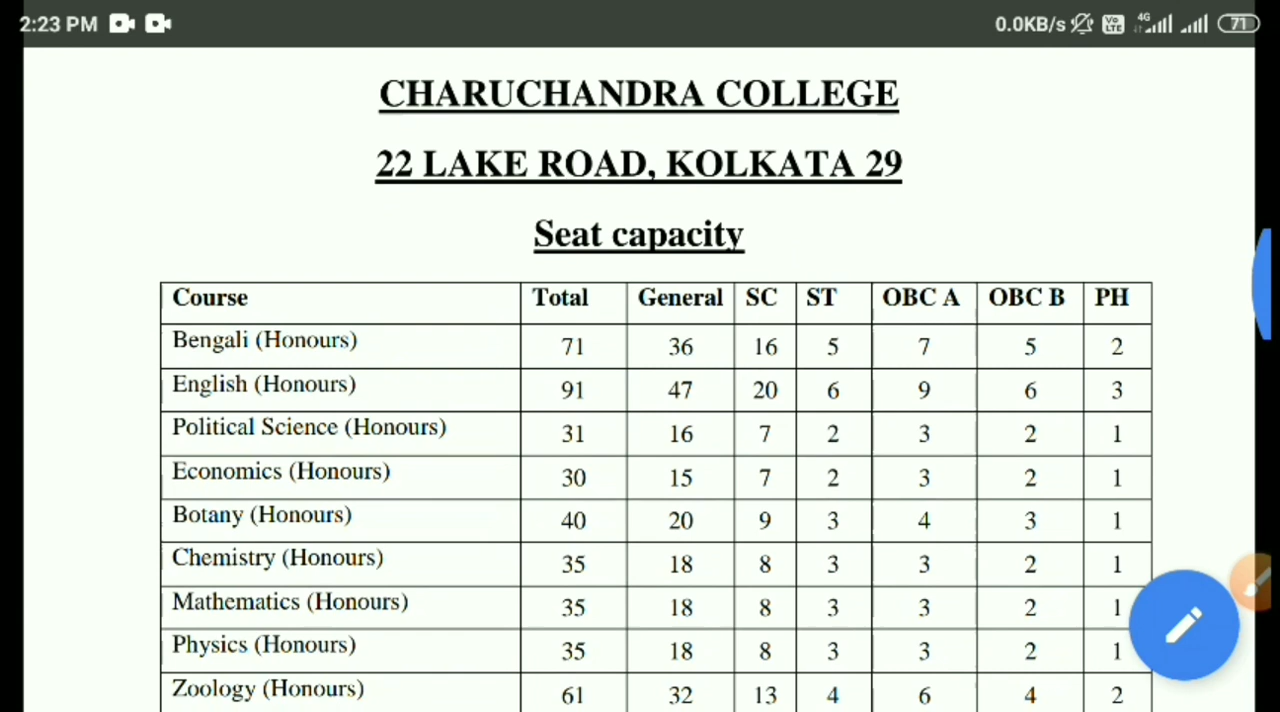 2:23 PM 0.0KB/s Vo LTE 4G 71
CHARUCHANDRA COLLEGE
22 LAKE ROAD, KOLKATA 29
Seat capacity
Course Total General SC ST OBC A OBC B PH
Bengali (Honours) 71 36 16 5 7 5 2
English (Honours) 91 47 20 6 9 6 3
Political Science (Honours) 31 16 7 2 3 2 1
Economics (Honours) 30 15 7 2 3 2 1
Botany (Honours) 40 20 9 3 4 3 1
Chemistry (Honours) 35 18 8 3 3 2 1
Mathematics (Honours) 35 18 8 3 3 2 1
Physics (Honours) 35 18 8 3 3 2 1
Zoology (Honours) 61 32 13 4 6 4 2